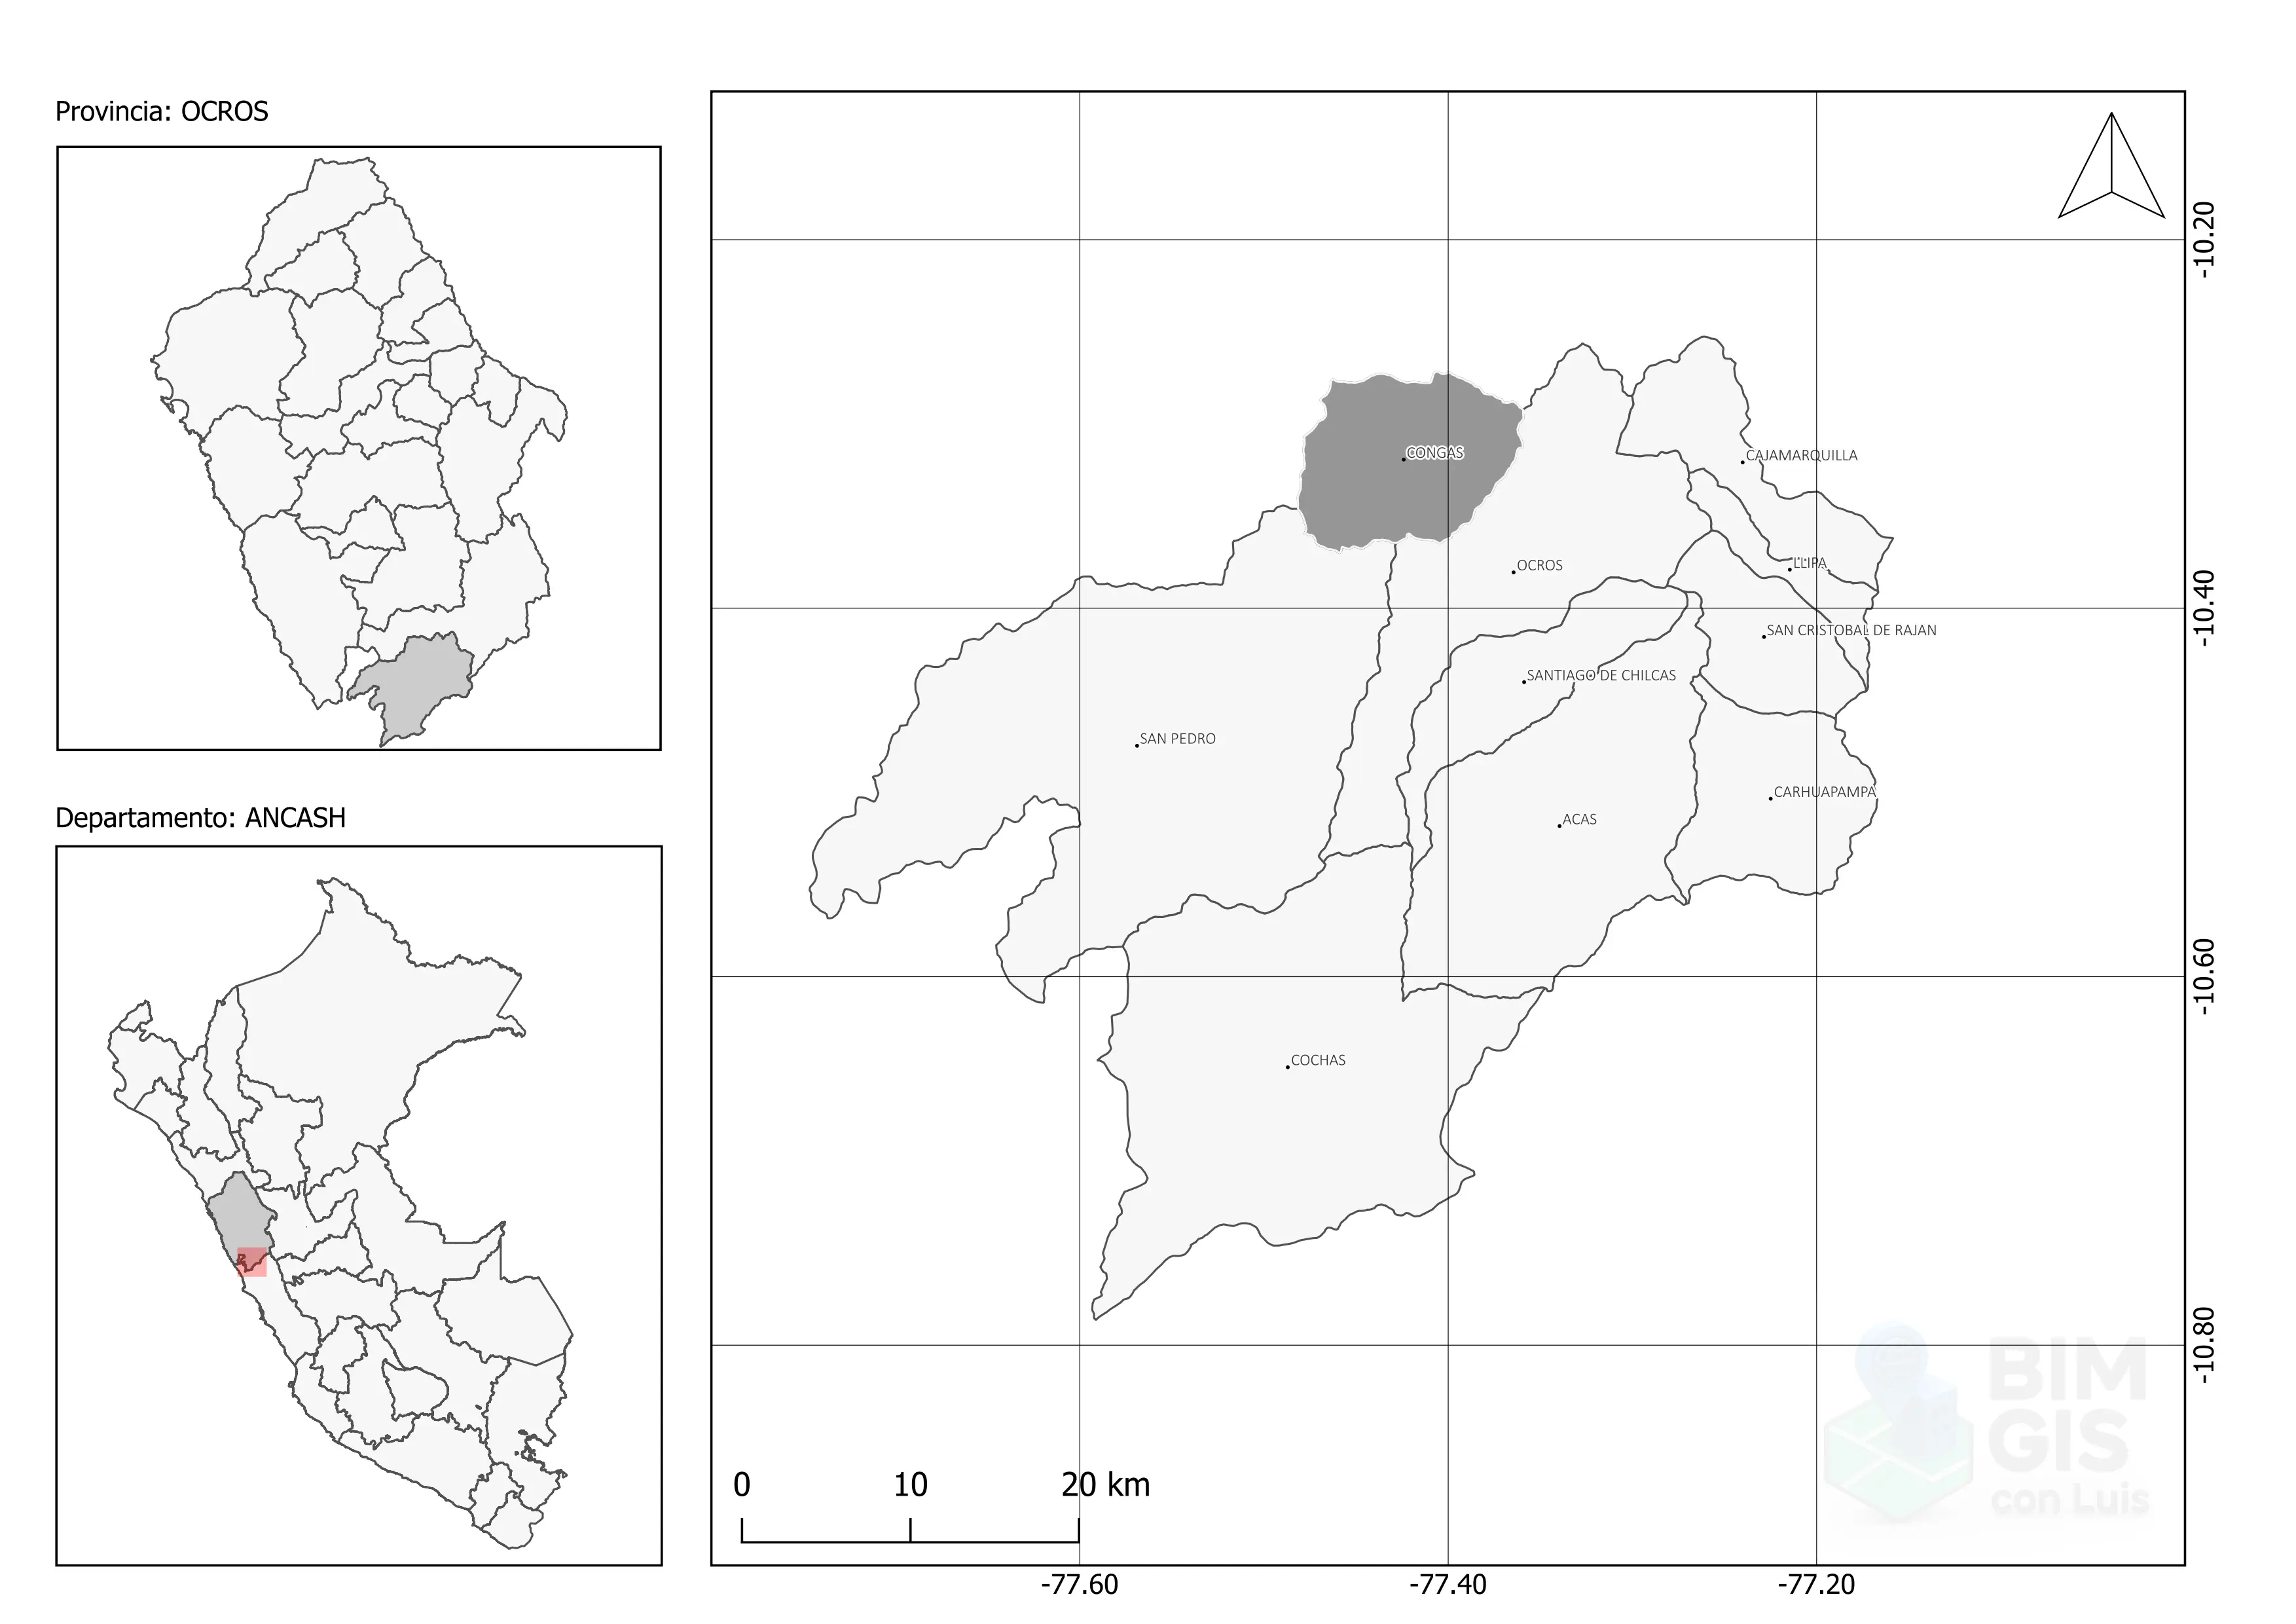 Provincia: OCROS
Departamento: ANCASH
-10.20
-10.40
-10.60
-10.80
CONGAS
CAJAMARQUILLA
OCROS
LLIPA
SAN CRISTOBAL DE RAJAN
SANTIAGO DE CHILCAS
SAN PEDRO
CARHUAPAMPA
ACAS
COCHAS
0 10 20 km
-77.60 -77.40 -77.20
BIM
GIS
con Luis